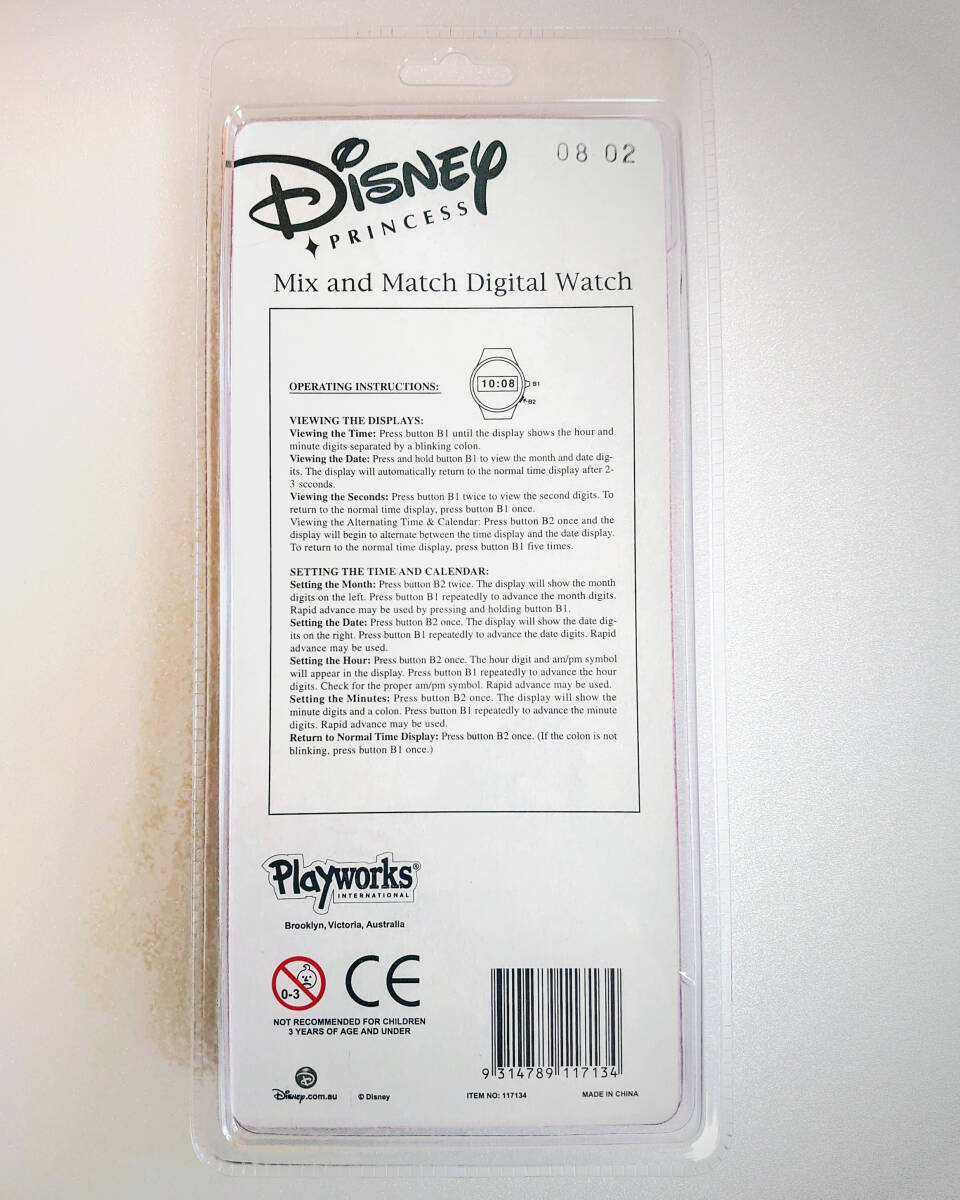 DISNEY
08 02
PRINCESS
Mix and Match Digital Watch
OPERATING INSTRUCTIONS:
10:08
B1
B2
VIEWING THE DISPLAYS:
Viewing the Time: Press button B1 until the display shows the hour and
minute digits separated by a blinking colon.
Viewing the Date: Press and hold button B1 to view the month and date dig-
its. The display will automatically return to the normal time display after 2-
3 seconds.
Viewing the Seconds: Press button B1 twice to view the second digits. To
return to the normal time display, press button B1 once.
Viewing the Alternating Time & Calendar: Press button B2 once and the
display will begin to alternate between the time display and the date display.
To return to the normal time display, press button B1 five times.
SETTING THE TIME AND CALENDAR:
Setting the Month: Press button B2 twice. The display will show the month
digits on the left. Press button B1 repeatedly to advance the month digits.
Rapid advance may be used by pressing and holding button B1.
Setting the Date: Press button B2 once. The display will show the date dig-
its on the right. Press button B1 repeatedly to advance the date digits. Rapid
advance may be used.
Setting the Hour: Press button B2 once. The hour digit and am/pm symbol
will appear in the display. Press button B1 repeatedly to advance the hour
digits. Check for the proper am/pm symbol. Rapid advance may be used.
Setting the Minutes: Press button B2 once. The display will show the
minute digits and a colon. Press button B1 repeatedly to advance the minute
digits. Rapid advance may be used.
Return to Normal Time Display: Press button B2 once. (If the colon is not
blinking, press button B1 once.)
Playworks®
INTERNATIONAL
Brooklyn, Victoria, Australia
0-3
CE
NOT RECOMMENDED FOR CHILDREN
3 YEARS OF AGE AND UNDER
9 314789 117134
Disney.com.au
© Disney
ITEM NO: 117134
MADE IN CHINA